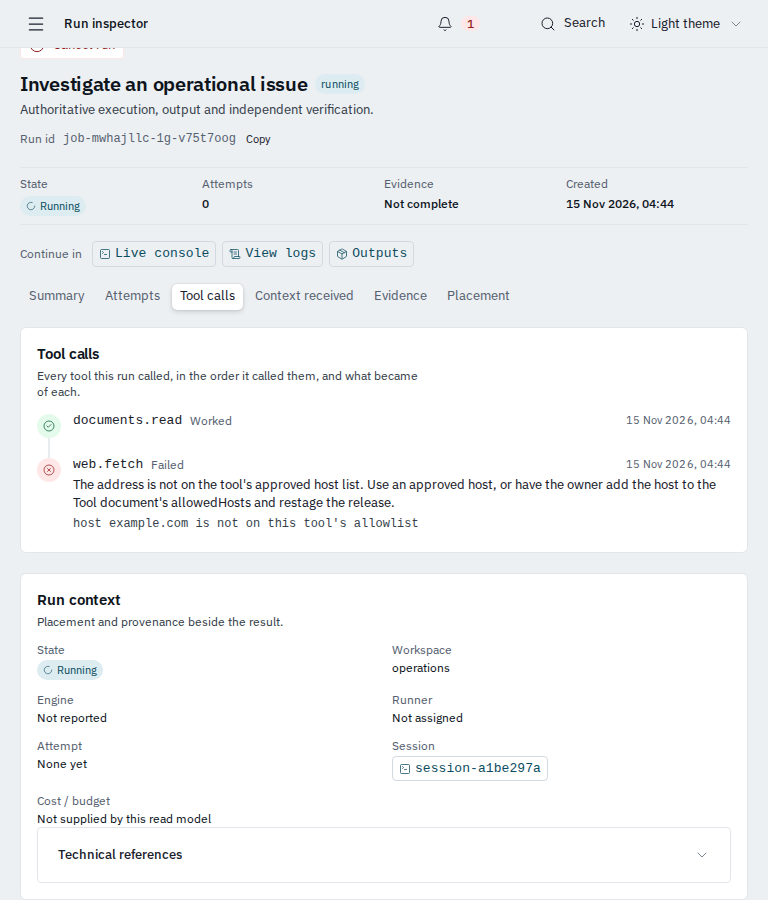 Run inspector
1
Search
Light theme
Investigate an operational issue
running
Authoritative execution, output and independent verification.
Run id job-mwhajllc-1g-v75t7oog Copy
State
Attempts
Evidence
Created
Running
0
Not complete
15 Nov 2026, 04:44
Continue in
Live console
View logs
Outputs
Summary
Attempts
Tool calls
Context received
Evidence
Placement
Tool calls
Every tool this run called, in the order it called them, and what became
of each.
documents.read Worked
15 Nov 2026, 04:44
web.fetch Failed
15 Nov 2026, 04:44
The address is not on the tool's approved host list. Use an approved host, or have the owner add the host to the
Tool document's allowedHosts and restage the release.
host example.com is not on this tool's allowlist
Run context
Placement and provenance beside the result.
State
Workspace
Running
operations
Engine
Runner
Not reported
Not assigned
Attempt
Session
None yet
session-a1be297a
Cost / budget
Not supplied by this read model
Technical references